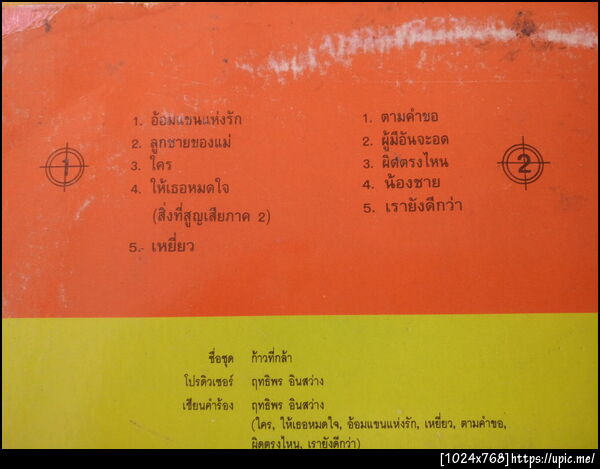 1
1. อ้อมแขนแห่งรัก
2. ลูกชายของแม่
3. ใคร
4. ให้เธอหมดใจ
(สิ่งที่สูญเสียภาค 2)
5. เหยี่ยว
1. ตามคำขอ
2. ผู้มีอันจะอด
3. ผิดตรงไหน
4. น้องชาย
5. เรายังดีกว่า
2
ชื่อชุด ก้าวที่กล้า
โปรดิวเซอร์ ฤทธิพร อินสว่าง
เขียนคำร้อง ฤทธิพร อินสว่าง
(ใคร, ให้เธอหมดใจ, อ้อมแขนแห่งรัก, เหยี่ยว, ตามคำขอ,
ผิดตรงไหน, เรายังดีกว่า)
[1024x768]https://upic.me/